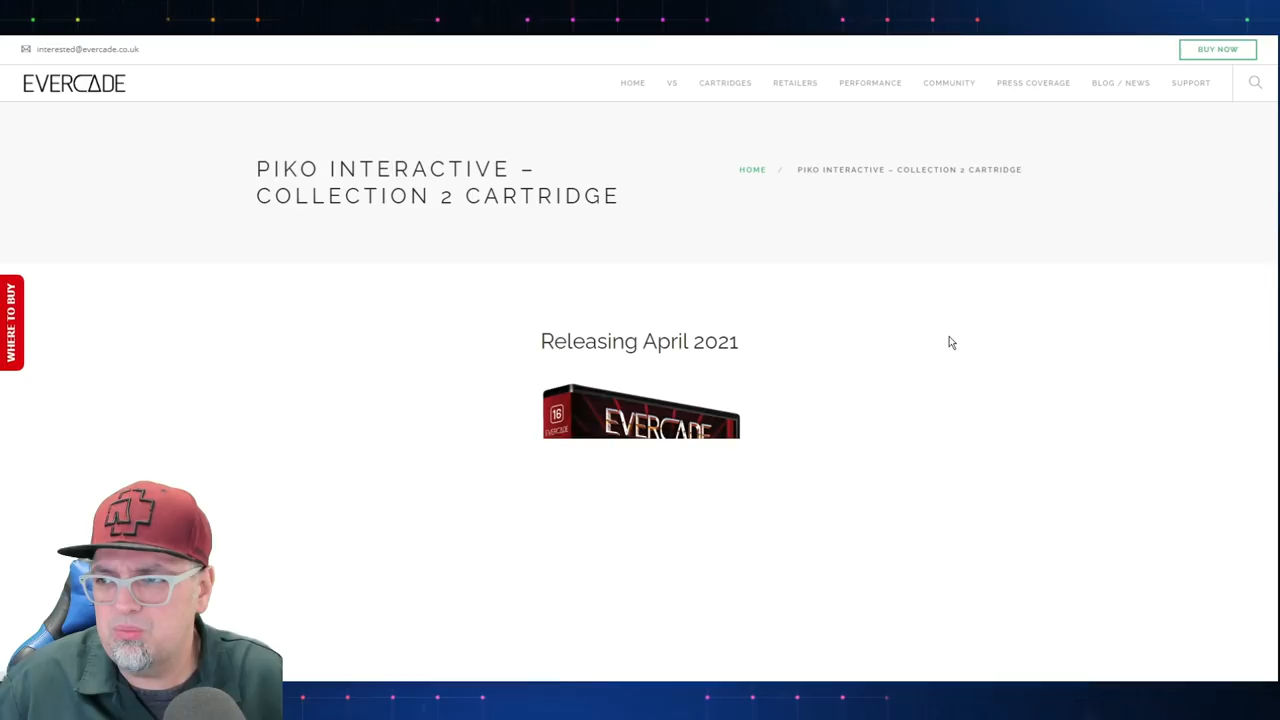 interested@evercade.co.uk
BUY NOW
EVERCADE
HOME VS CARTRIDGES RETAILERS PERFORMANCE COMMUNITY PRESS COVERAGE BLOG / NEWS SUPPORT
PIKO INTERACTIVE –
COLLECTION 2 CARTRIDGE
HOME / PIKO INTERACTIVE – COLLECTION 2 CARTRIDGE
WHERE TO BUY
Releasing April 2021
16
EVERCADE
EVERCADE